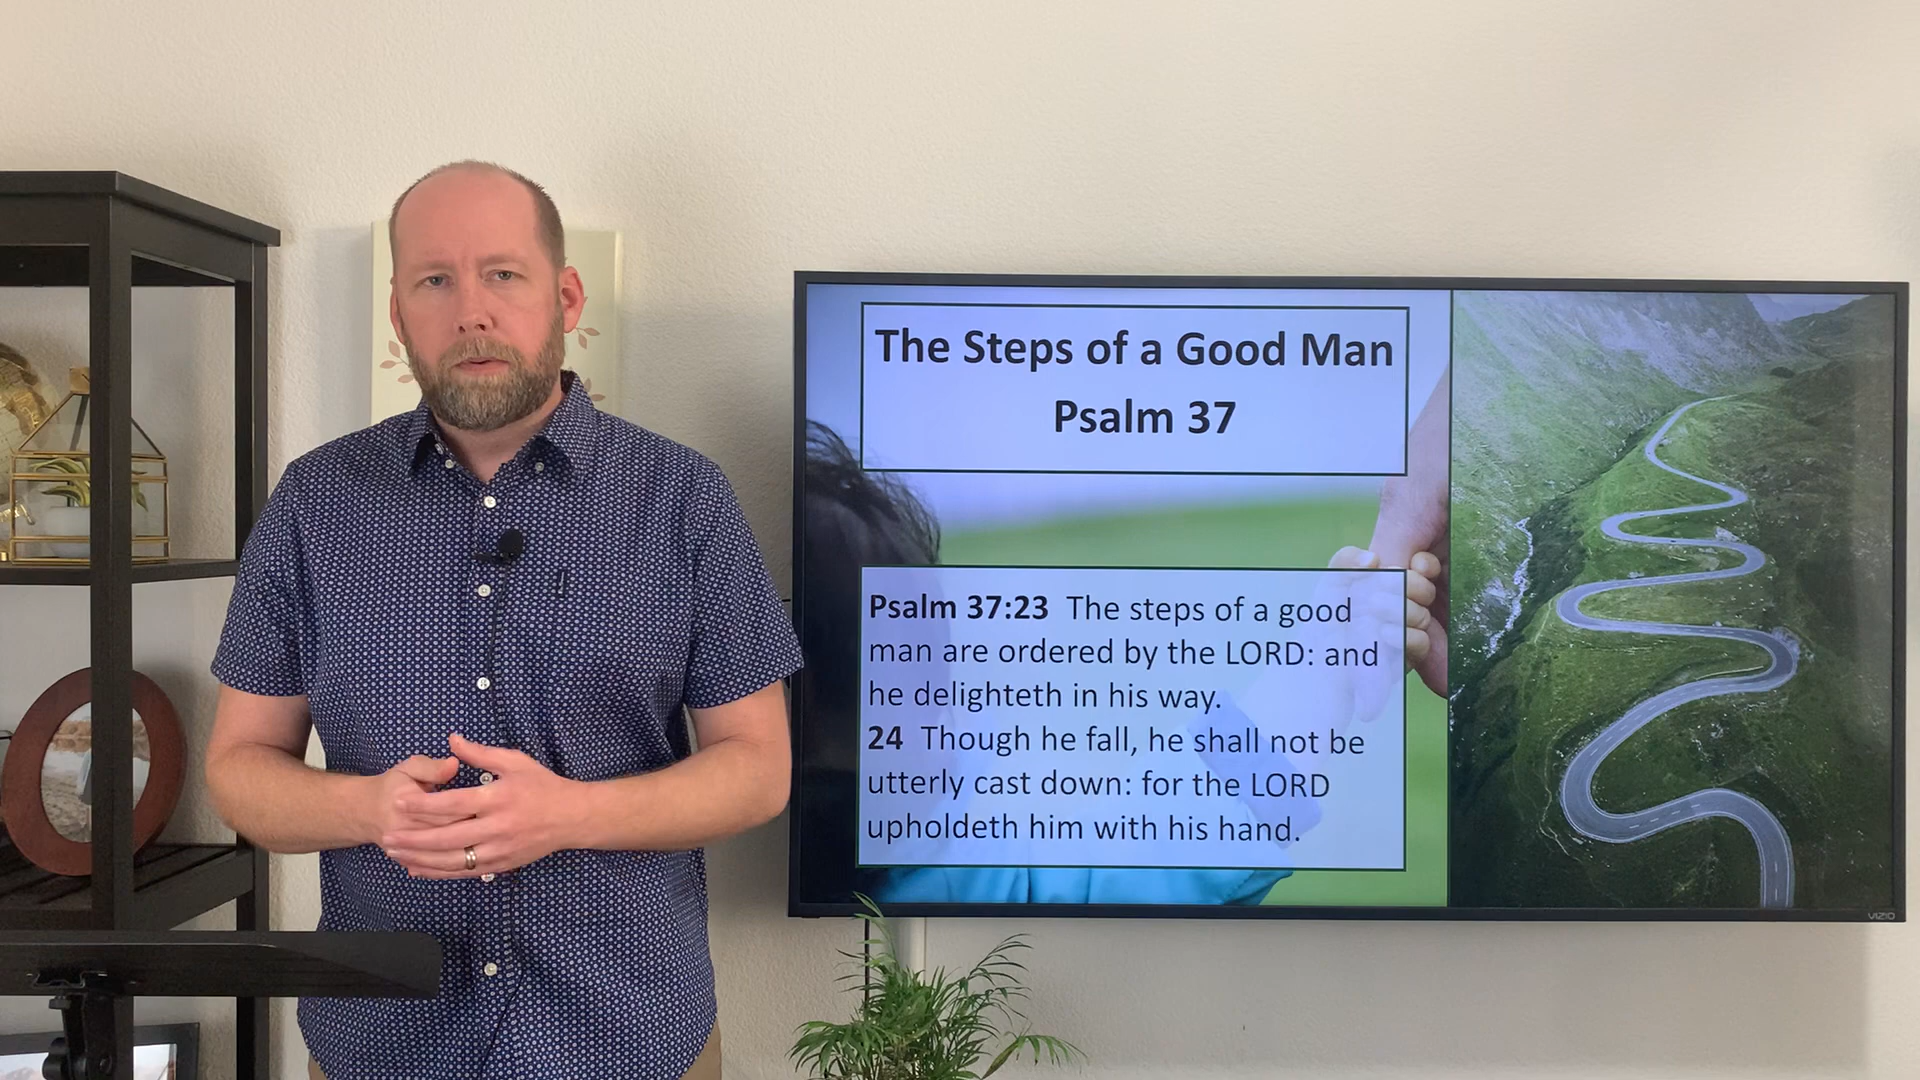 The Steps of a Good Man
Psalm 37
Psalm 37:23 The steps of a good
man are ordered by the LORD: and
he delighteth in his way.
24 Though he fall, he shall not be
utterly cast down: for the LORD
upholdeth him with his hand.
VIZIO